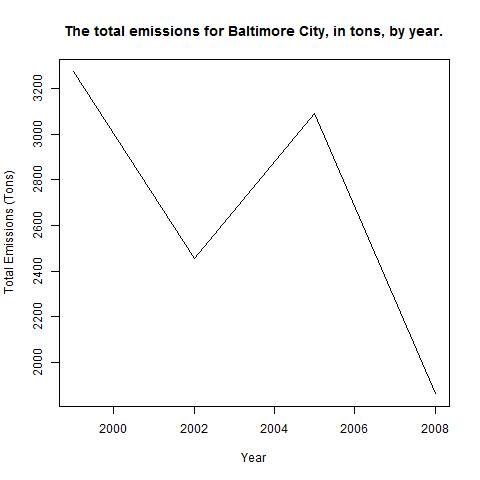 The total emissions for Baltimore City, in tons, by year.
Total Emissions (Tons)
3200
3000
2800
2600
2400
2200
2000
2000 2002 2004 2006 2008
Year